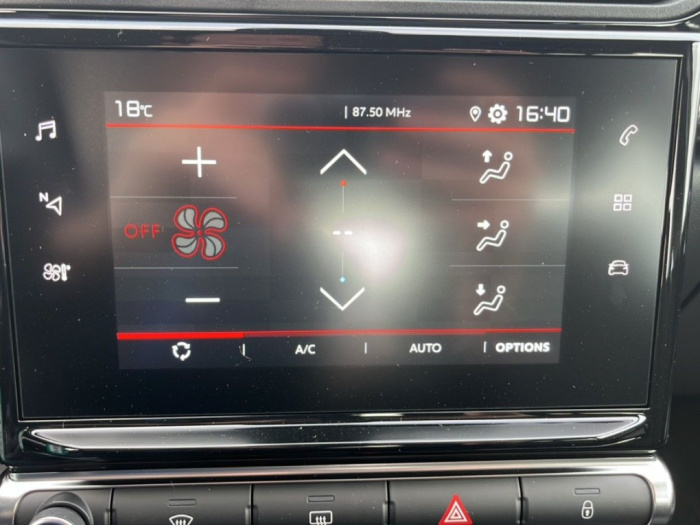 18°C | 87.50 MHz 16:40
N
OFF --
| A/C | AUTO | OPTIONS